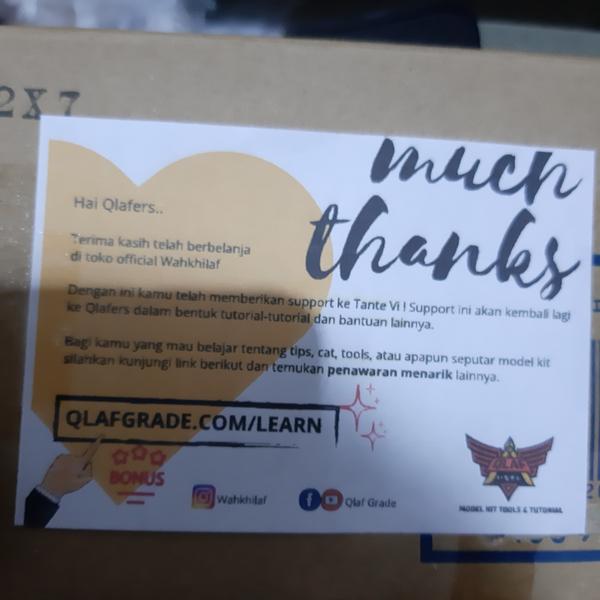 2X7
much
thanks
Hai Qlafers..
Terima kasih telah berbelanja
di toko official Wahkhilaf
Dengan ini kamu telah memberikan support ke Tante Vi ! Support ini akan kembali lagi
ke Qlafers dalam bentuk tutorial-tutorial dan bantuan lainnya.
Bagi kamu yang mau belajar tentang tips, cat, tools, atau apapun seputar model kit
silahkan kunjungi link berikut dan temukan penawaran menarik lainnya.
QLAFGRADE.COM/LEARN
BONUS
Wahkhilaf
Qlaf Grade
QLAF
MODEL KIT TOOLS & TUTORIAL